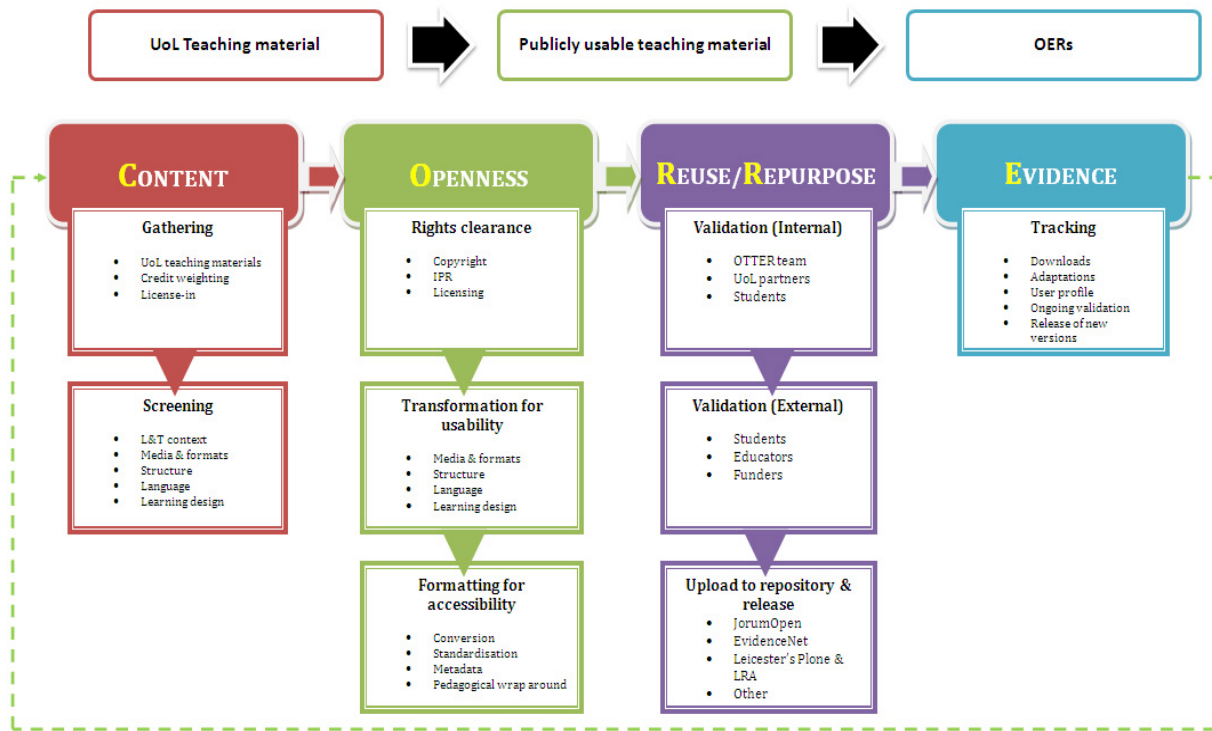 UoL Teaching material
Publicly usable teaching material
OERs
CONTENT
OPENNESS
REUSE/REPURPOSE
EVIDENCE
Gathering
• UoL teaching materials
• Credit weighting
• License-in
Screening
• L&T context
• Media & formats
• Structure
• Language
• Learning design
Rights clearance
• Copyright
• IPR
• Licensing
Transformation for
usability
• Media & formats
• Structure
• Language
• Learning design
Formatting for
accessibility
• Conversion
• Standardisation
• Metadata
• Pedagogical wrap around
Validation (Internal)
• OTTER team
• UoL partners
• Students
Validation (External)
• Students
• Educators
• Funders
Upload to repository &
release
• JorumOpen
• EvidenceNet
• Leicester's Plone &
LRA
• Other
Tracking
• Downloads
• Adaptations
• User profile
• Ongoing validation
• Release of new
versions